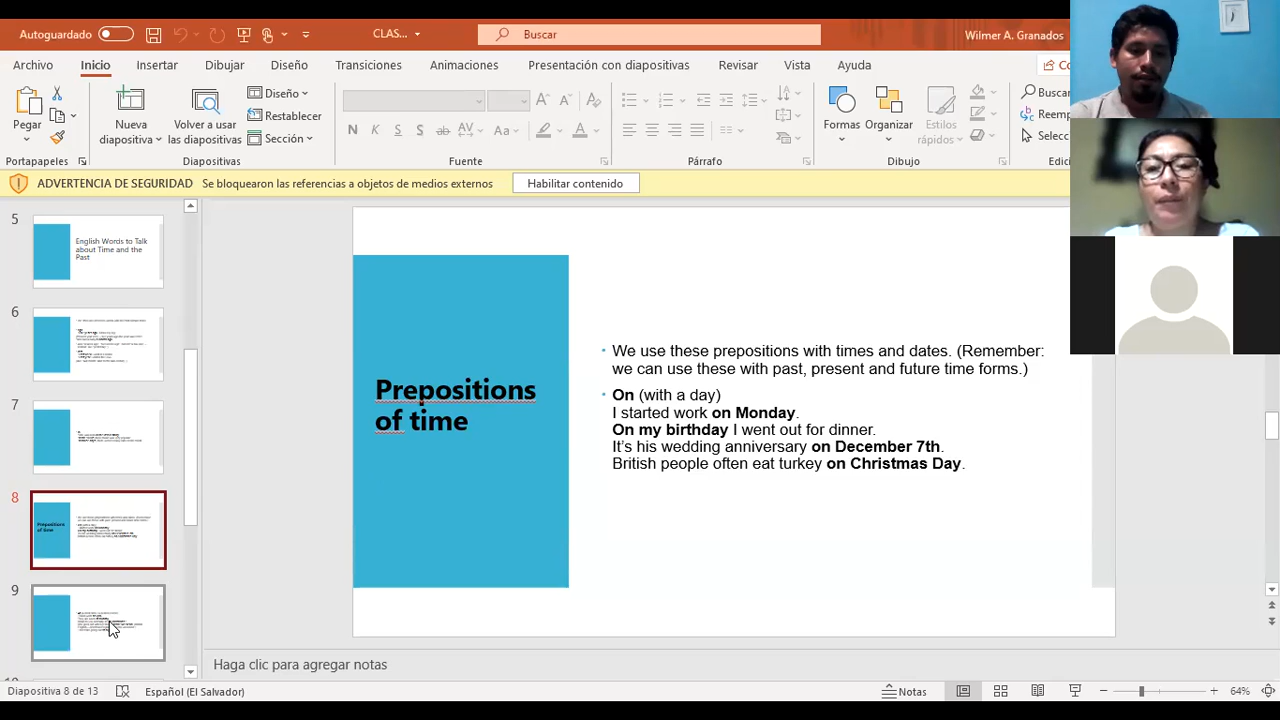 Autoguardado
CLAS...
Buscar
Wilmer A. Granados
Archivo Inicio Insertar Dibujar Diseño Transiciones Animaciones Presentación con diapositivas Revisar Vista Ayuda Co
Pegar
Nueva diapositiva
Volver a usar las diapositivas
Diseño
Restablecer
Sección
N K S S ab AV Aa A
Formas
Organizar
Estilos rápidos
Buscar
Reemp
Selecc
Portapapeles Diapositivas Fuente Párrafo Dibujo Edici
ADVERTENCIA DE SEGURIDAD Se bloquearon las referencias a objetos de medios externos Habilitar contenido
5
English Words to Talk
about Time and the
Past
6
7
8
Prepositions
of time
9
Prepositions
of time
We use these prepositions with times and dates. (Remember:
we can use these with past, present and future time forms.)
On (with a day)
I started work on Monday.
On my birthday I went out for dinner.
It's his wedding anniversary on December 7th.
British people often eat turkey on Christmas Day.
Haga clic para agregar notas
Diapositiva 8 de 13 Español (El Salvador) Notas 64%